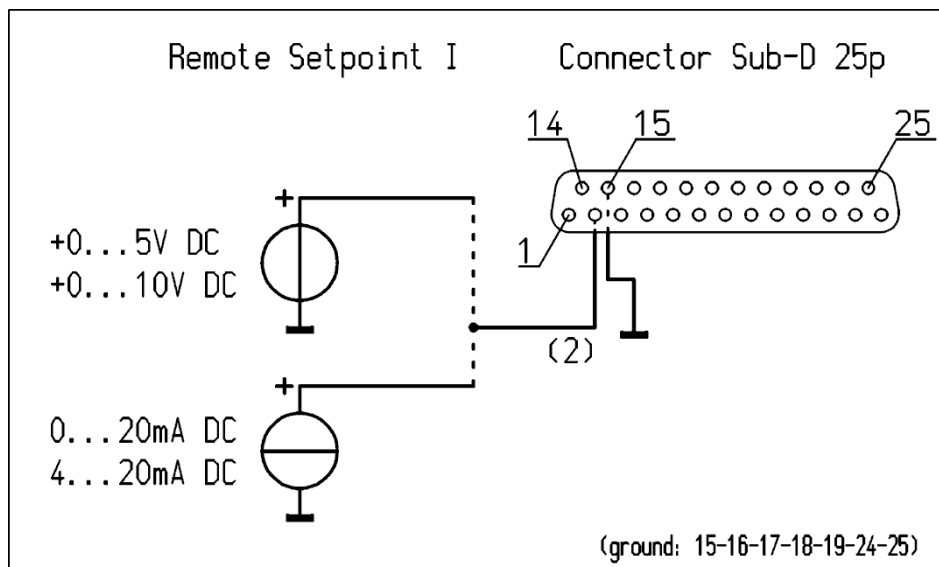 Remote Setpoint I
Connector Sub-D 25p
14
15
25
+
+0...5V DC
+0...10V DC
1
(2)
+
0...20mA DC
4...20mA DC
(ground: 15-16-17-18-19-24-25)